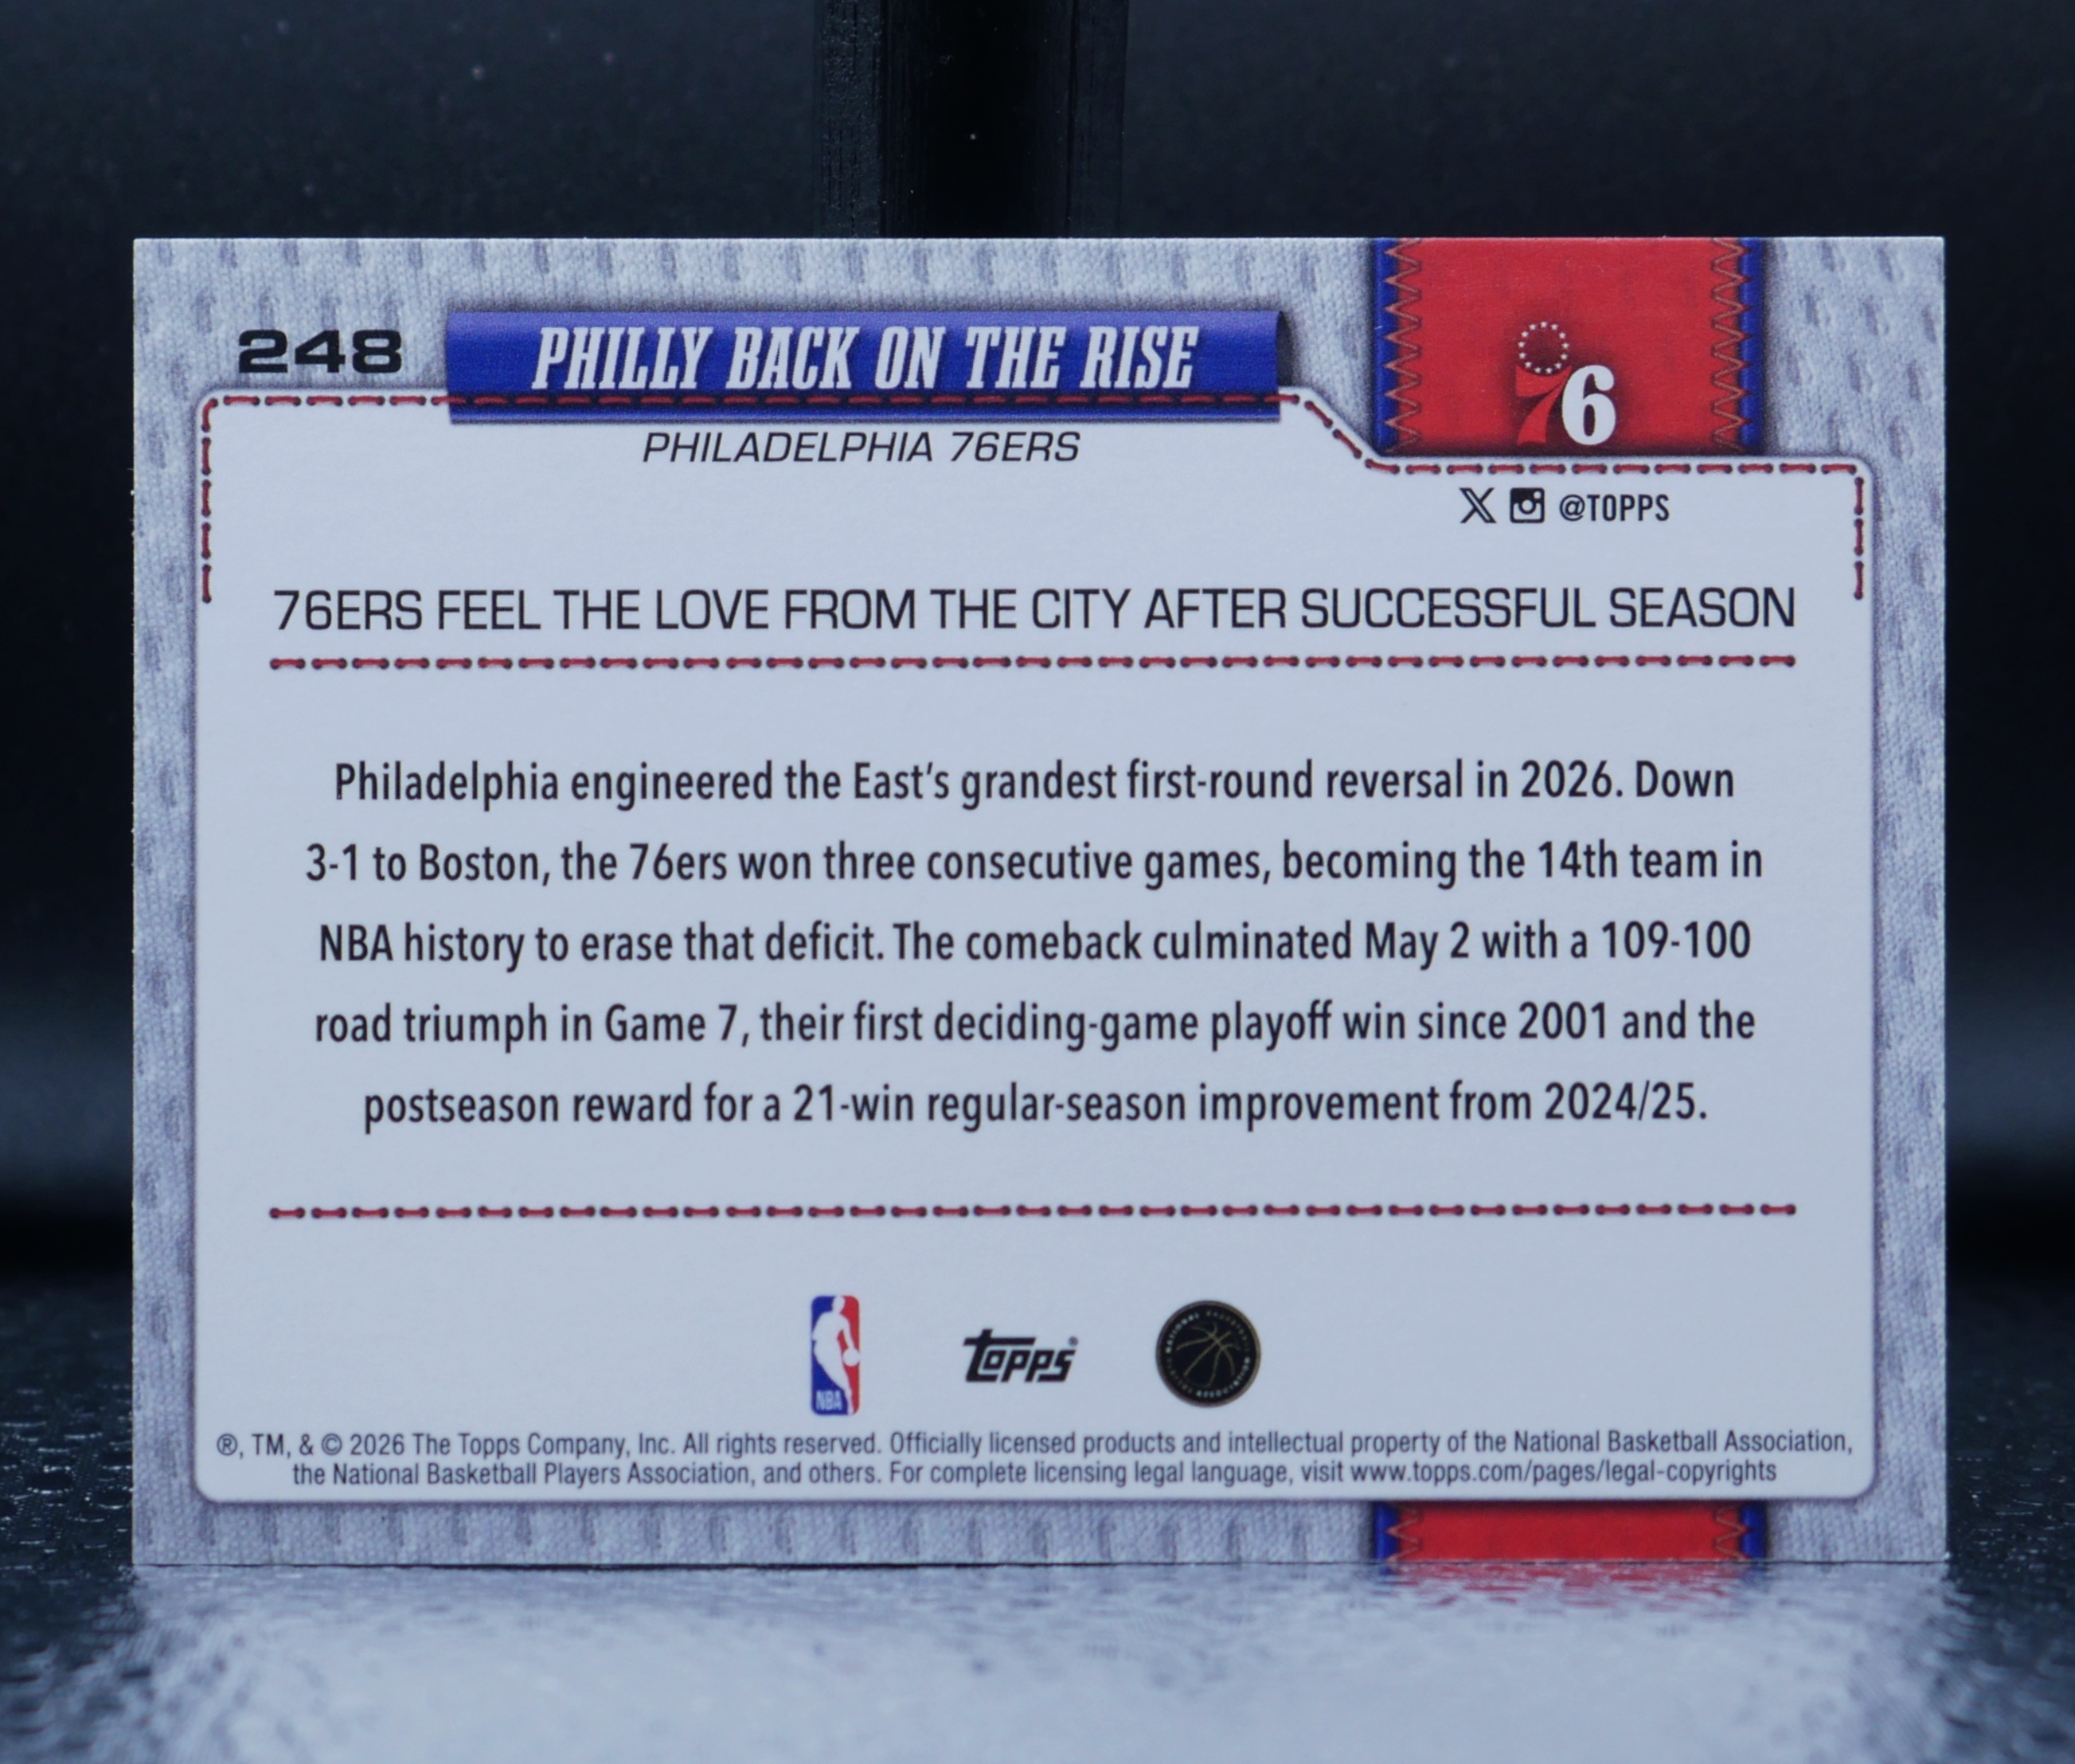 248
PHILLY BACK ON THE RISE
76
PHILADELPHIA 76ERS
@TOPPS
76ERS FEEL THE LOVE FROM THE CITY AFTER SUCCESSFUL SEASON
Philadelphia engineered the East's grandest first-round reversal in 2026. Down
3-1 to Boston, the 76ers won three consecutive games, becoming the 14th team in
NBA history to erase that deficit. The comeback culminated May 2 with a 109-100
road triumph in Game 7, their first deciding-game playoff win since 2001 and the
postseason reward for a 21-win regular-season improvement from 2024/25.
NBA
topps®
NATIONAL BASKETBALL PLAYERS ASSOCIATION
®, TM, & © 2026 The Topps Company, Inc. All rights reserved. Officially licensed products and intellectual property of the National Basketball Association,
the National Basketball Players Association, and others. For complete licensing legal language, visit www.topps.com/pages/legal-copyrights